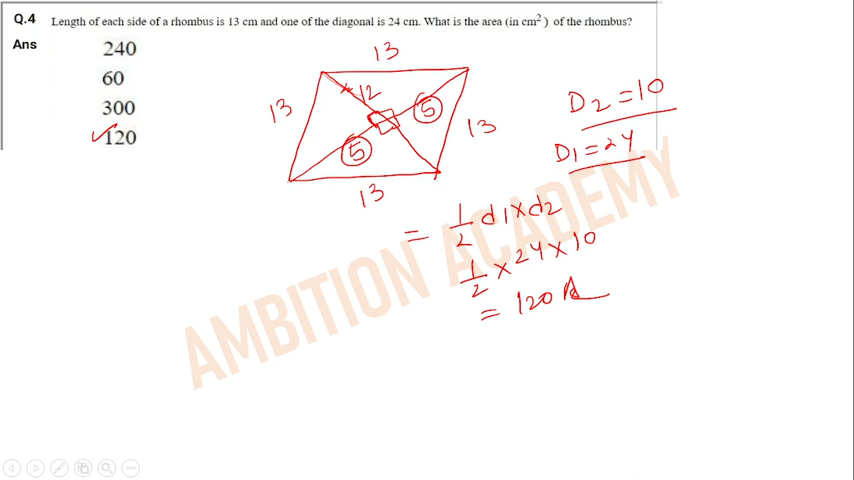 Q.4 Length of each side of a rhombus is 13 cm and one of the diagonal is 24 cm. What is the area (in cm²) of the rhombus?
Ans
240
60
300
120
13
13
12
5
5
13
13
D2 = 10
D1 = 24
= 1/2 d1 x d2
1/2 x 24 x 10
= 120 A
AMBITION ACADEMY